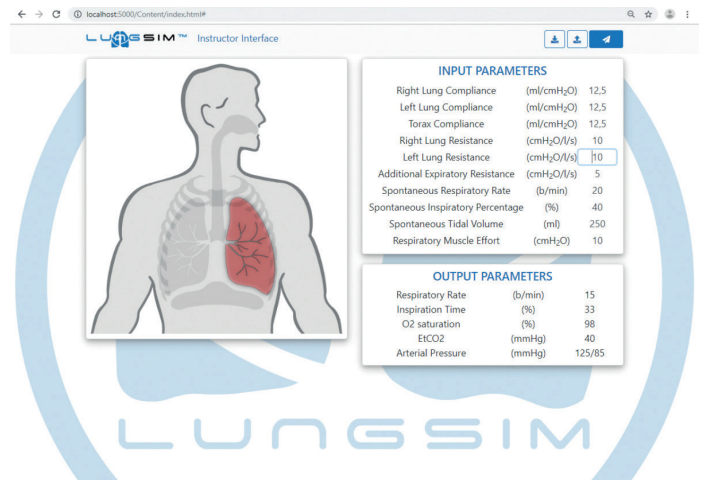 localhost:5000/Content/index.html#
LUNGSIM™ Instructor Interface
INPUT PARAMETERS
Right Lung Compliance (ml/cmH₂O) 12,5
Left Lung Compliance (ml/cmH₂O) 12,5
Torax Compliance (ml/cmH₂O) 12,5
Right Lung Resistance (cmH₂O/l/s) 10
Left Lung Resistance (cmH₂O/l/s) 10
Additional Expiratory Resistance (cmH₂O/l/s) 5
Spontaneous Respiratory Rate (b/min) 20
Spontaneous Inspiratory Percentage (%) 40
Spontaneous Tidal Volume (ml) 250
Respiratory Muscle Effort (cmH₂O) 10
OUTPUT PARAMETERS
Respiratory Rate (b/min) 15
Inspiration Time (%) 33
O2 saturation (%) 98
EtCO2 (mmHg) 40
Arterial Pressure (mmHg) 125/85
LUNGSIM